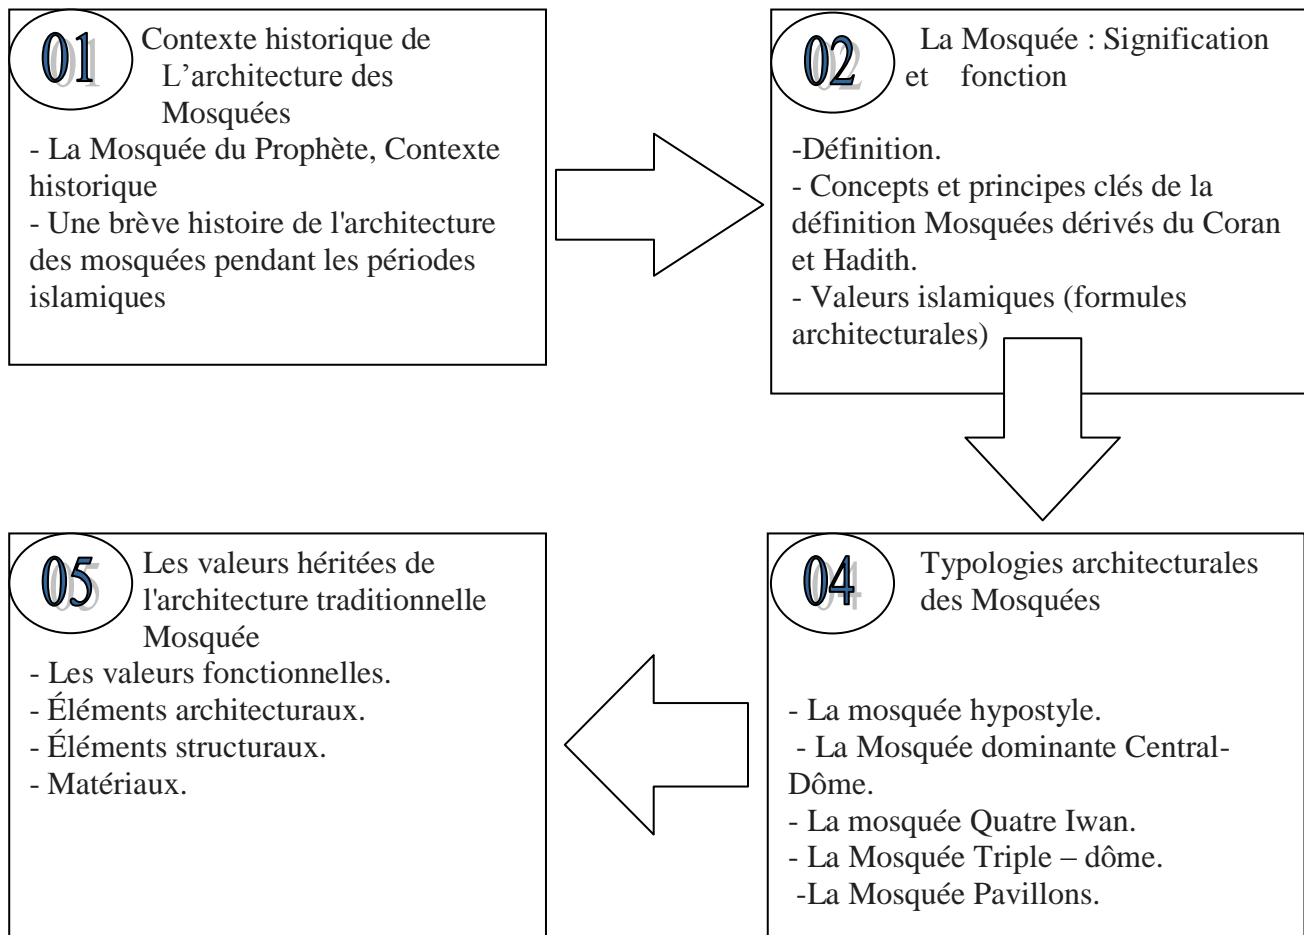 01
Contexte historique de
L’architecture des
Mosquées
- La Mosquée du Prophète, Contexte
historique
- Une brève histoire de l'architecture
des mosquées pendant les périodes
islamiques
02
La Mosquée : Signification
et fonction
-Définition.
- Concepts et principes clés de la
définition Mosquées dérivés du Coran
et Hadith.
- Valeurs islamiques (formules
architecturales)
04
Typologies architecturales
des Mosquées
- La mosquée hypostyle.
- La Mosquée dominante Central-
Dôme.
- La mosquée Quatre Iwan.
- La Mosquée Triple – dôme.
-La Mosquée Pavillons.
05
Les valeurs héritées de
l'architecture traditionnelle
Mosquée
- Les valeurs fonctionnelles.
- Éléments architecturaux.
- Éléments structuraux.
- Matériaux.